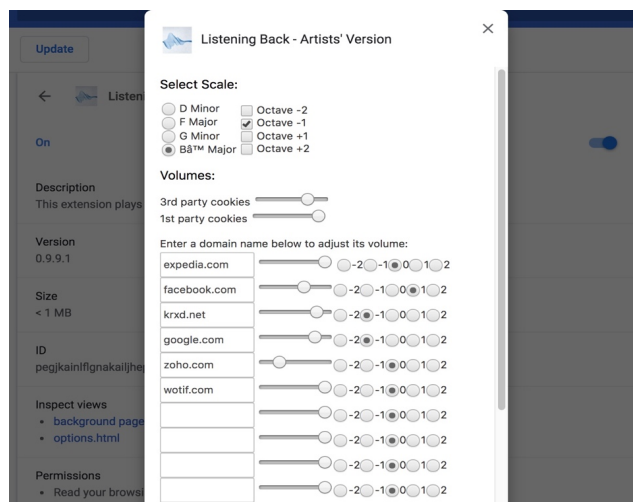 Listening Back - Artists' Version
Update
Select Scale:
D Minor Octave -2
F Major Octave -1
G Minor Octave +1
Bâ™ Major Octave +2
Volumes:
3rd party cookies
1st party cookies
Enter a domain name below to adjust its volume:
expedia.com -2 -1 0 1 2
facebook.com -2 -1 0 1 2
krxd.net -2 -1 0 1 2
google.com -2 -1 0 1 2
zoho.com -2 -1 0 1 2
wotif.com -2 -1 0 1 2
-2 -1 0 1 2
-2 -1 0 1 2
-2 -1 0 1 2
-2 -1 0 1 2
Listen
On
Description
This extension plays
Version
0.9.9.1
Size
< 1 MB
ID
pegjkainlflgnakailjhe
Inspect views
background page
options.html
Permissions
Read your brows